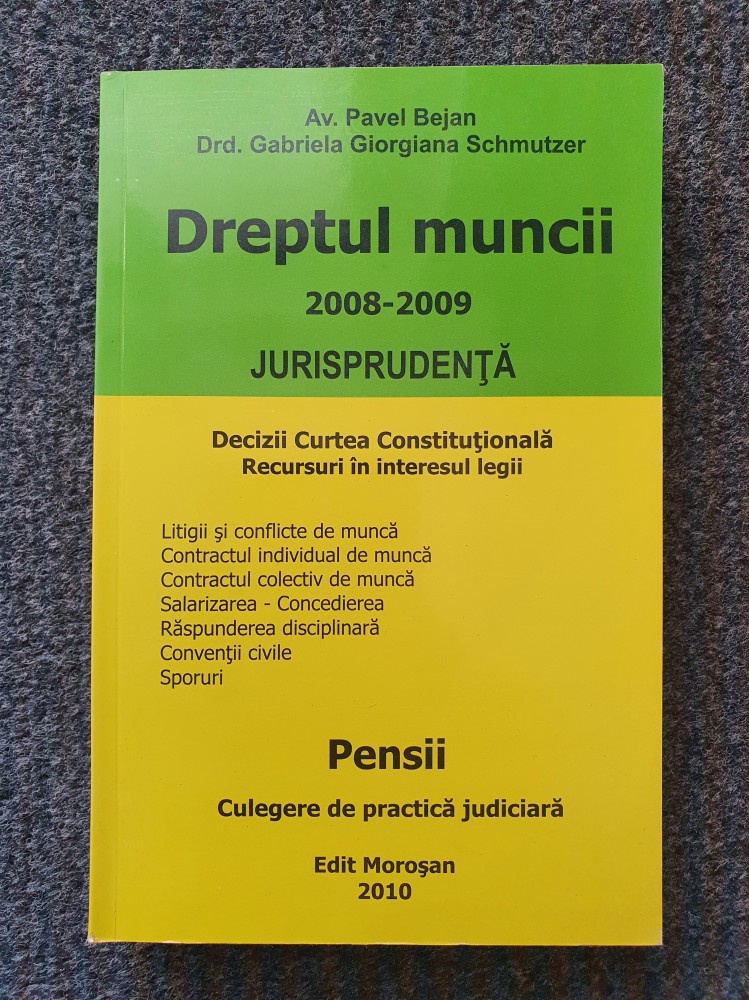 Av. Pavel Bejan
Drd. Gabriela Giorgiana Schmutzer
Dreptul muncii
2008-2009
JURISPRUDENŢĂ
Decizii Curtea Constituţională
Recursuri în interesul legii
Litigii şi conflicte de muncă
Contractul individual de muncă
Contractul colectiv de muncă
Salarizarea - Concedierea
Răspunderea disciplinară
Convenţii civile
Sporuri
Pensii
Culegere de practică judiciară
Edit Moroşan
2010